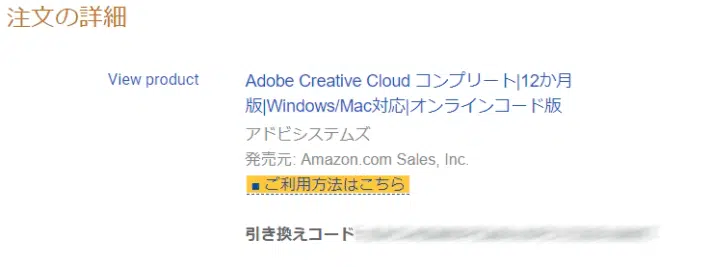 注文の詳細
View product
Adobe Creative Cloud コンプリート|12か月
版|Windows/Mac対応|オンラインコード版
アドビシステムズ
発売元: Amazon.com Sales, Inc.
■ ご利用方法はこちら
引き換えコード